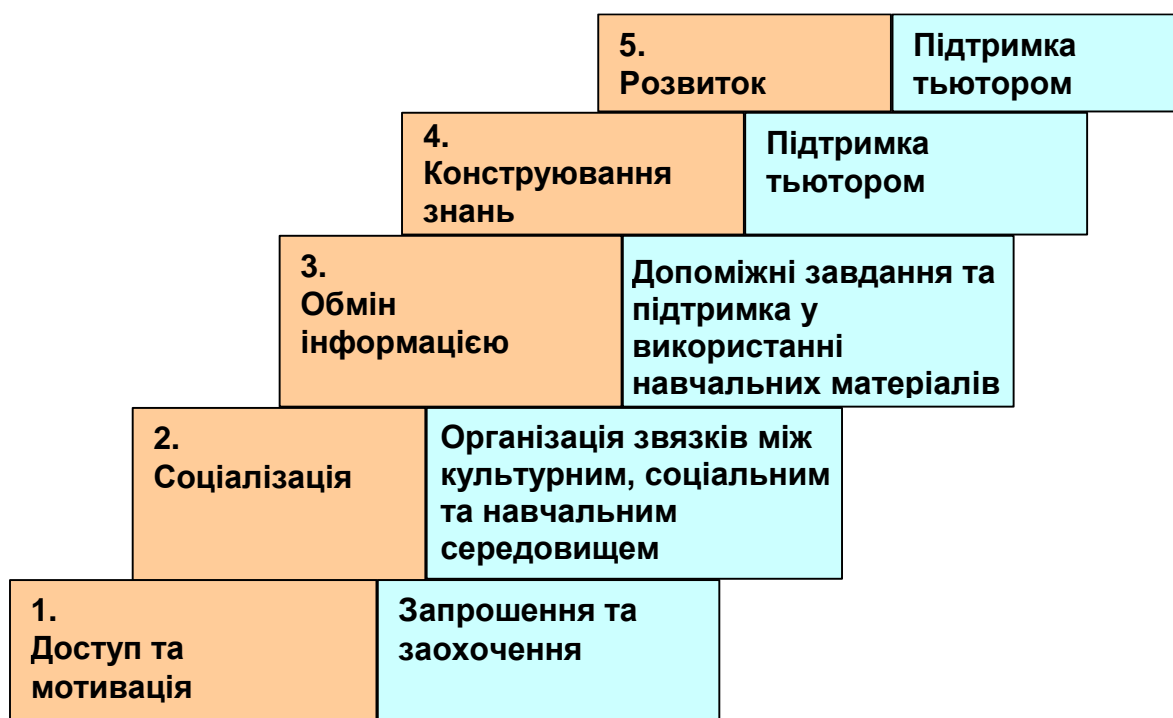 5.
Розвиток
Підтримка
тьютором
4.
Конструювання
знань
Підтримка
тьютором
3.
Обмін
інформацією
Допоміжні завдання та
підтримка у
використанні
навчальних матеріалів
2.
Соціалізація
Організація звязків між
культурним, соціальним
та навчальним
середовищем
1.
Доступ та
мотивація
Запрошення та
заохочення